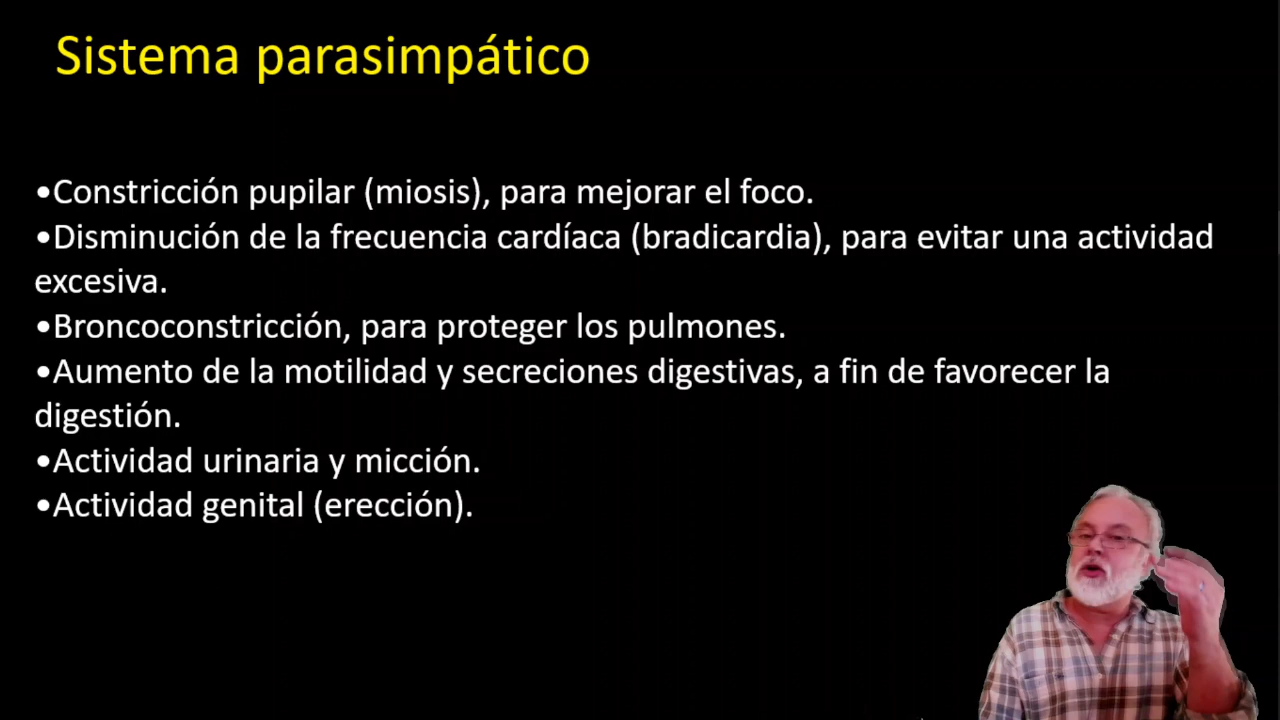 Sistema parasimpático
•Constricción pupilar (miosis), para mejorar el foco.
•Disminución de la frecuencia cardíaca (bradicardia), para evitar una actividad
excesiva.
•Broncoconstricción, para proteger los pulmones.
•Aumento de la motilidad y secreciones digestivas, a fin de favorecer la
digestión.
•Actividad urinaria y micción.
•Actividad genital (erección).